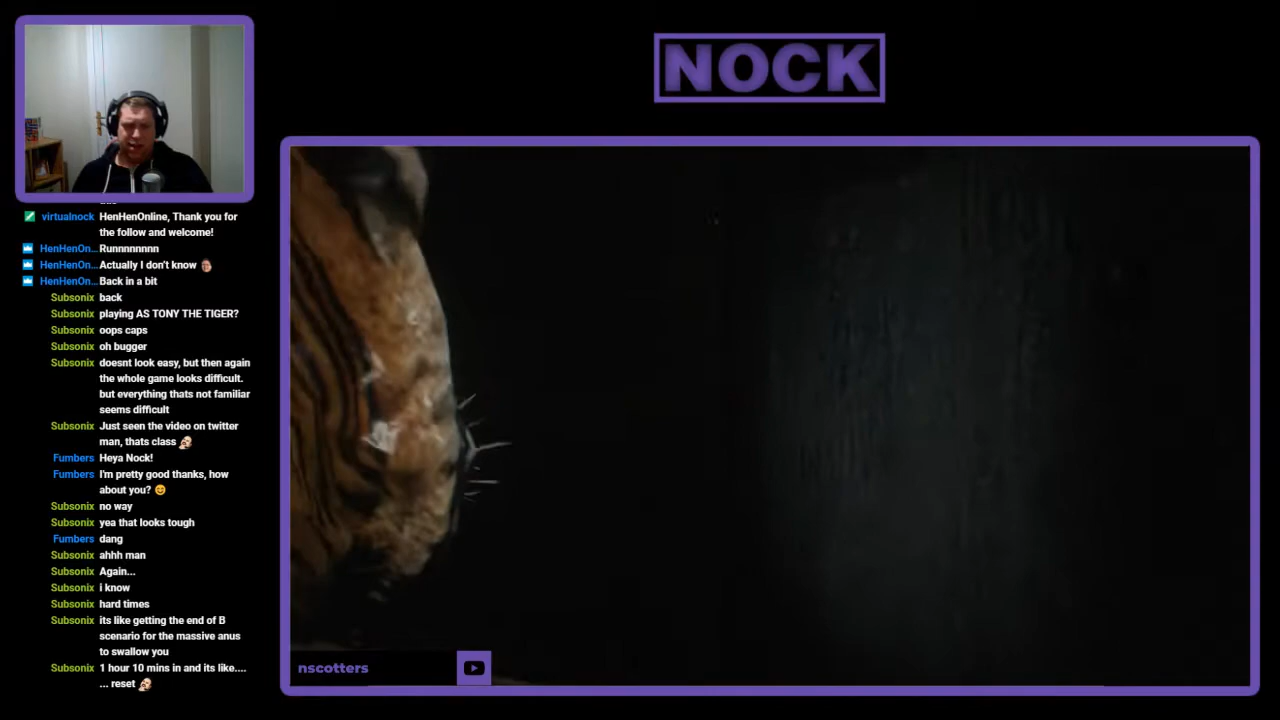 NOCK
this
virtualnock HenHenOnline, Thank you for
the follow and welcome!
HenHenOn... Runnnnnnnn
HenHenOn... Actually I don't know
HenHenOn... Back in a bit
Subsonix back
Subsonix playing AS TONY THE TIGER?
Subsonix oops caps
Subsonix oh bugger
Subsonix doesnt look easy, but then again
the whole game looks difficult.
but everything thats not familiar
seems difficult
Subsonix Just seen the video on twitter
man, thats class
Fumbers Heya Nock!
Fumbers I'm pretty good thanks, how
about you?
Subsonix no way
Subsonix yea that looks tough
Fumbers dang
Subsonix ahhh man
Subsonix Again...
Subsonix i know
Subsonix hard times
Subsonix its like getting the end of B
scenario for the massive anus
to swallow you
Subsonix 1 hour 10 mins in and its like....
... reset
nscotters